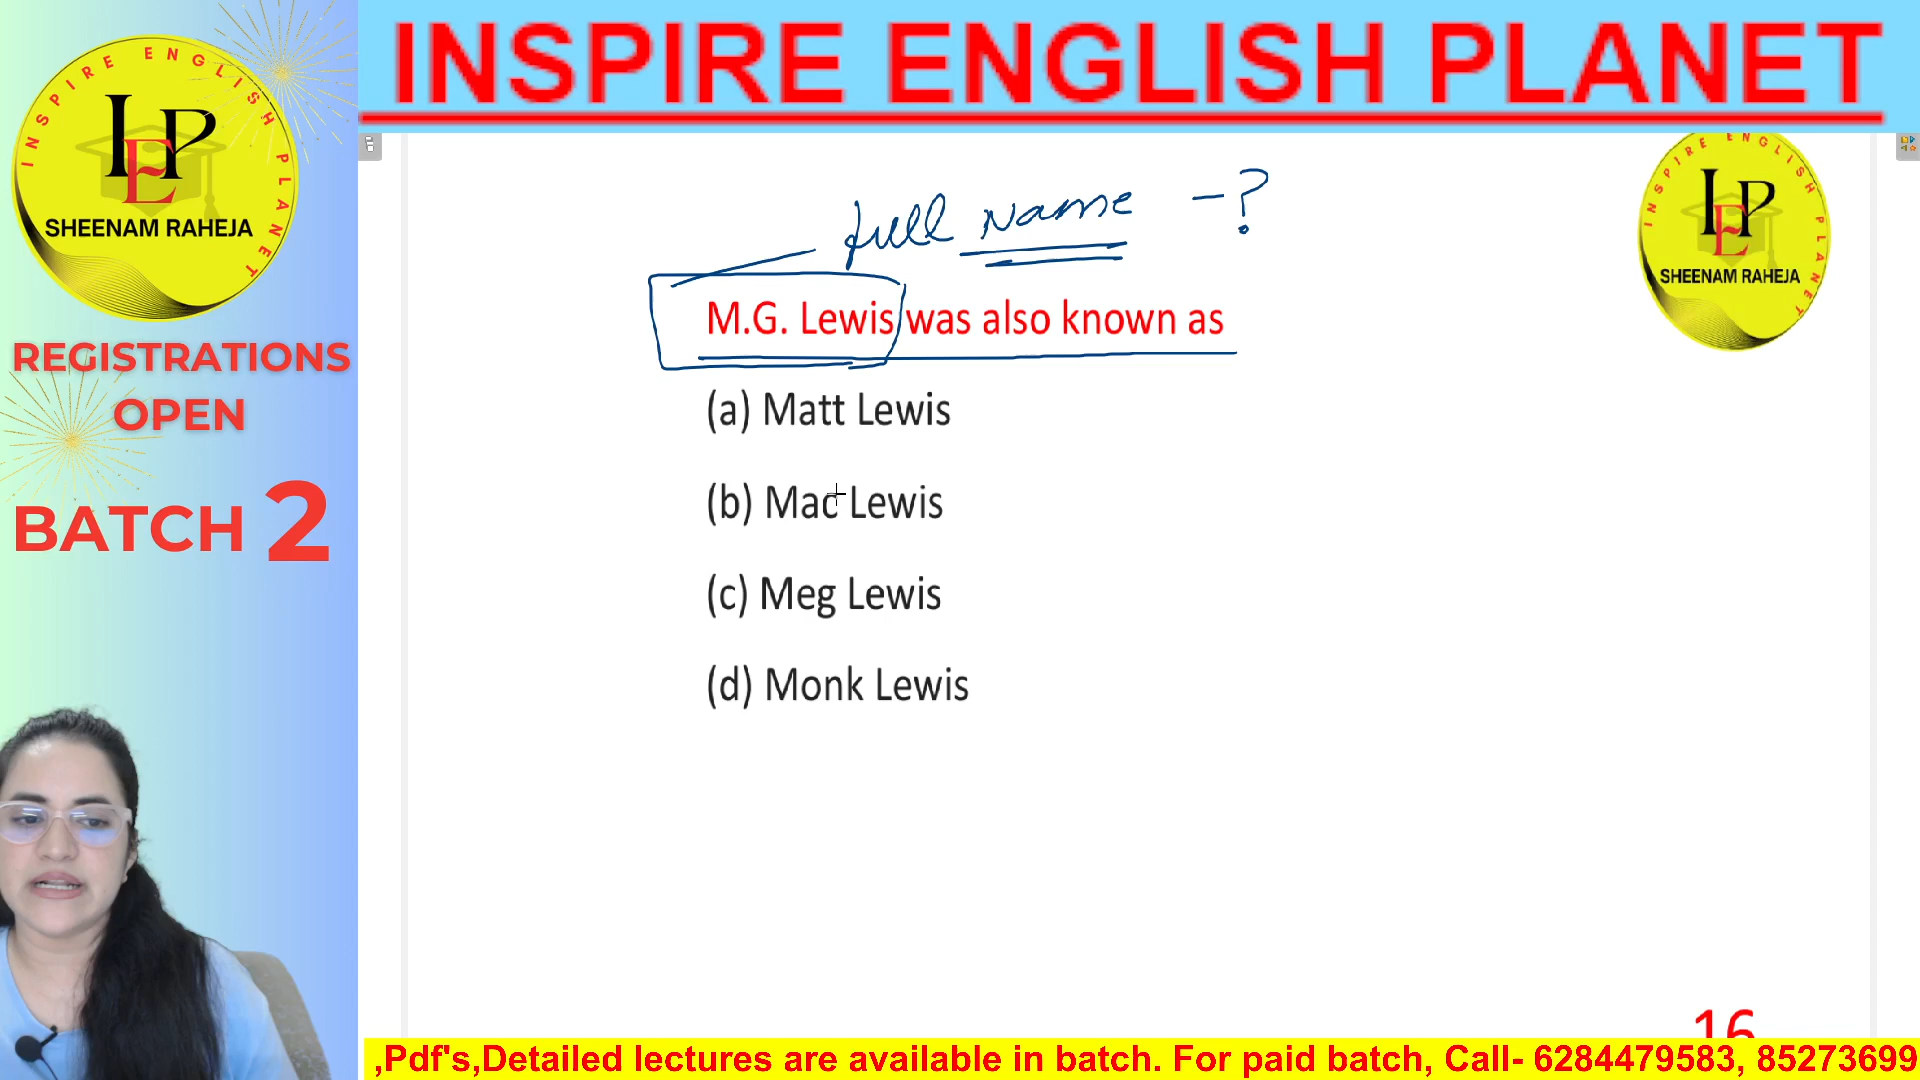 INSPIRE ENGLISH PLANET
INSPIRE ENGLISH PLANET
IEP
SHEENAM RAHEJA
REGISTRATIONS
OPEN
BATCH 2
full Name - ?
M.G. Lewis was also known as
(a) Matt Lewis
(b) Mac Lewis
(c) Meg Lewis
(d) Monk Lewis
INSPIRE ENGLISH PLANET
IEP
SHEENAM RAHEJA
16
,Pdf's,Detailed lectures are available in batch. For paid batch, Call- 6284479583, 85273699